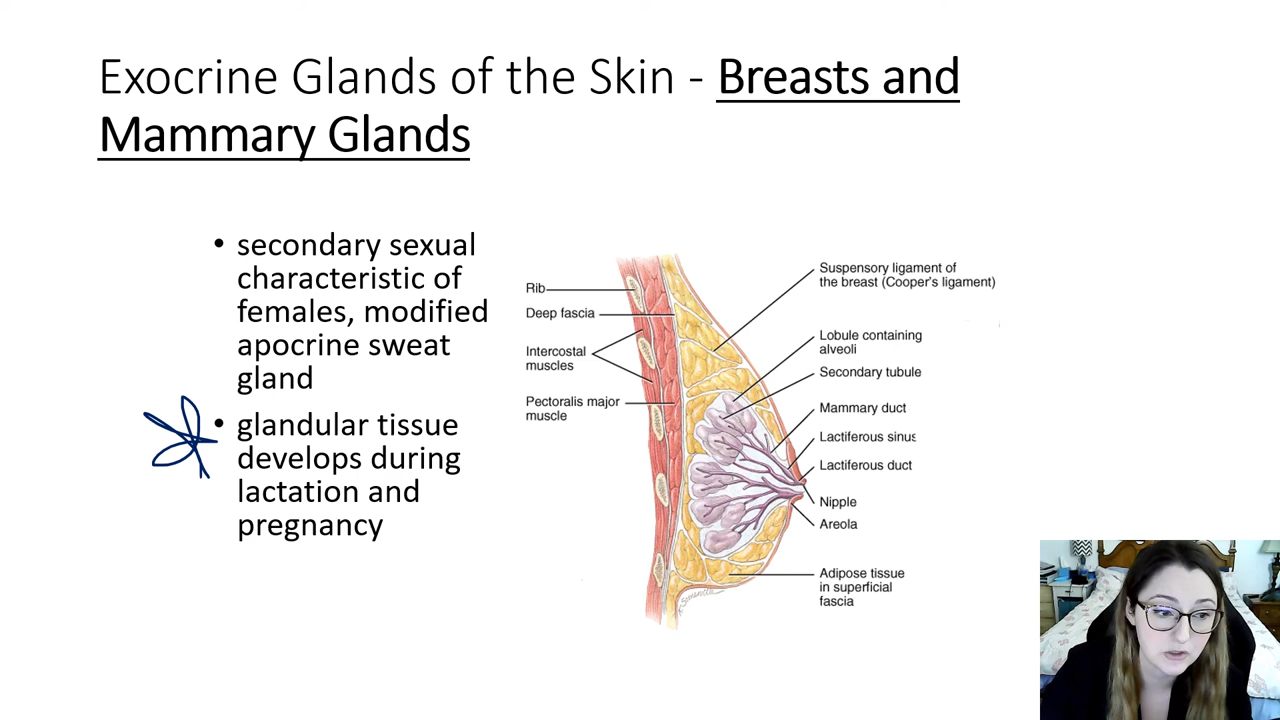 Exocrine Glands of the Skin - Breasts and
Mammary Glands
• secondary sexual
characteristic of
females, modified
apocrine sweat
gland
• glandular tissue
develops during
lactation and
pregnancy
Rib
Deep fascia
Intercostal
muscles
Pectoralis major
muscle
Suspensory ligament of
the breast (Cooper's ligament)
Lobule containing
alveoli
Secondary tubule
Mammary duct
Lactiferous sinus
Lactiferous duct
Nipple
Areola
Adipose tissue
in superficial
fascia